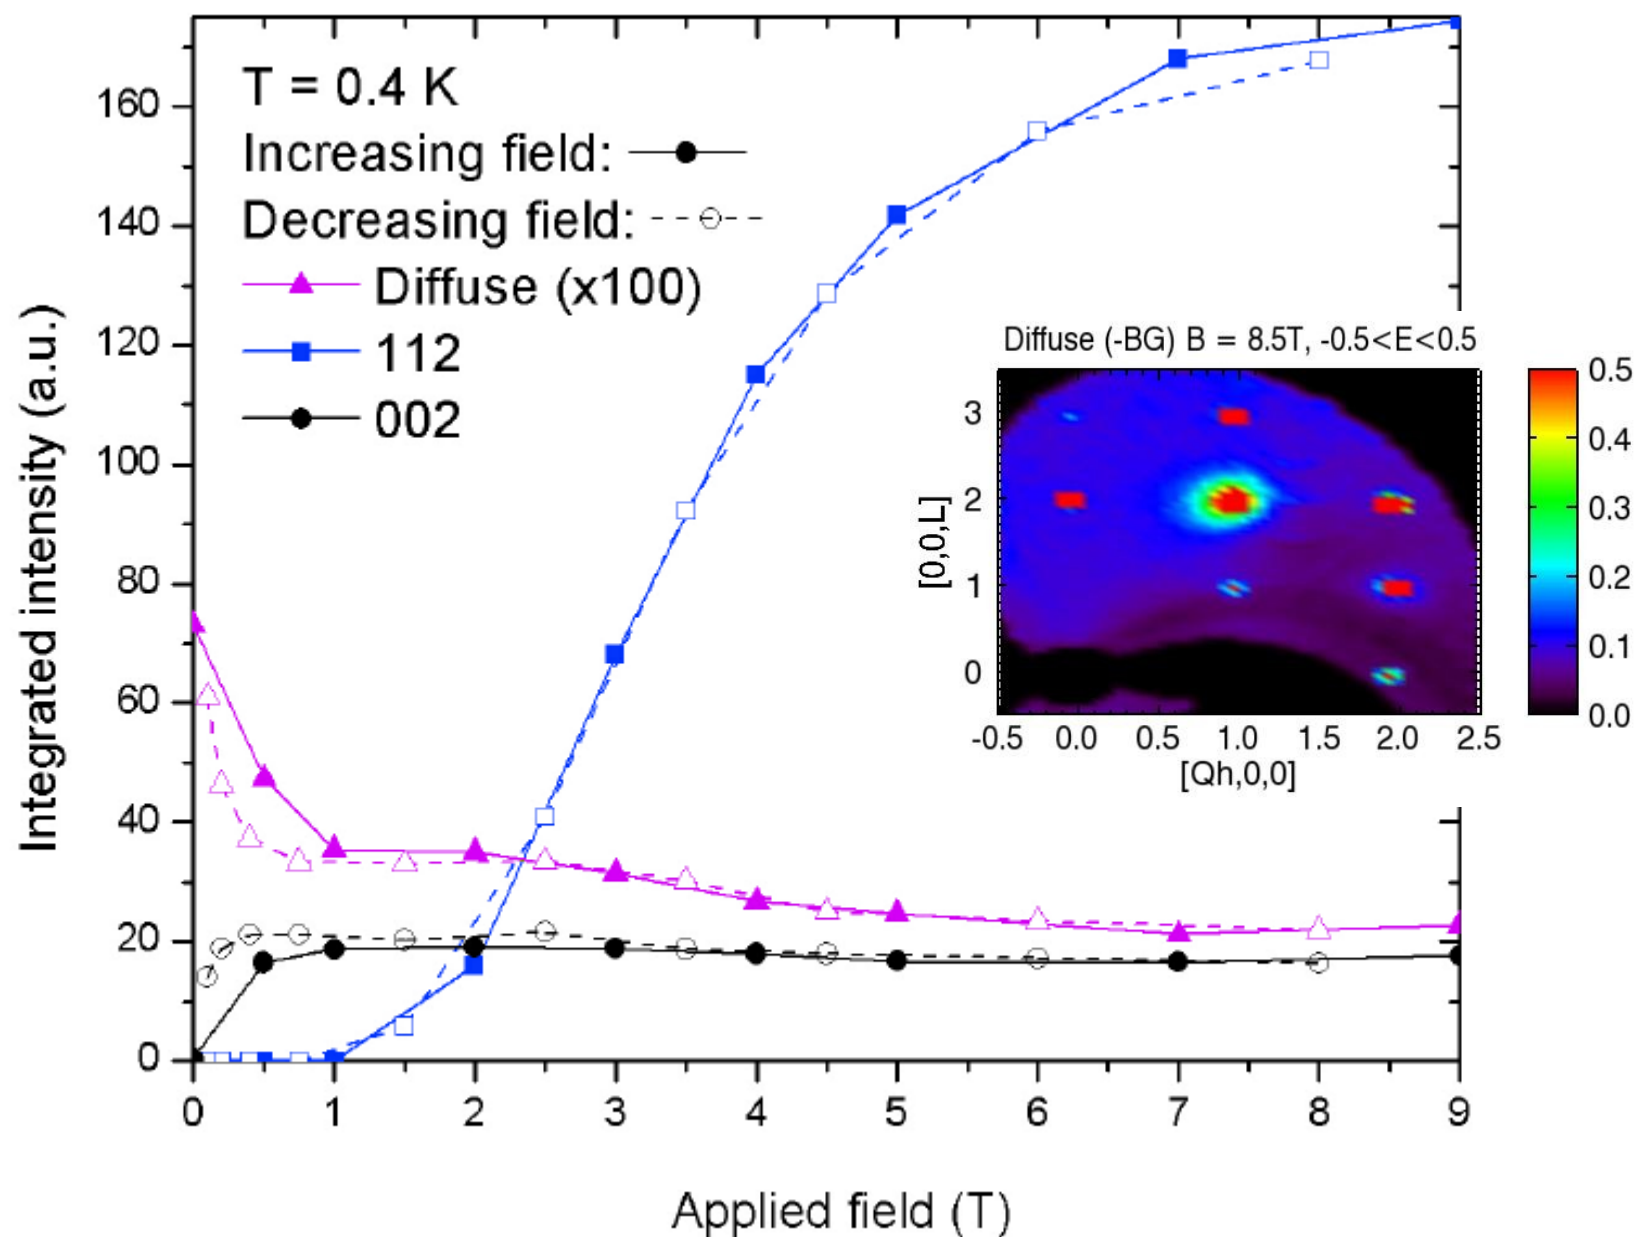 T = 0.4 K
Increasing field:
Decreasing field:
Diffuse (x100)
112
002
Integrated intensity (a.u.)
160
140
120
100
80
60
40
20
0
0 1 2 3 4 5 6 7 8 9
Applied field (T)
Diffuse (-BG) B = 8.5T, -0.5<E<0.5
[0,0,L]
3
2
1
0
-0.5 0.0 0.5 1.0 1.5 2.0 2.5
[Qh,0,0]
0.5
0.4
0.3
0.2
0.1
0.0